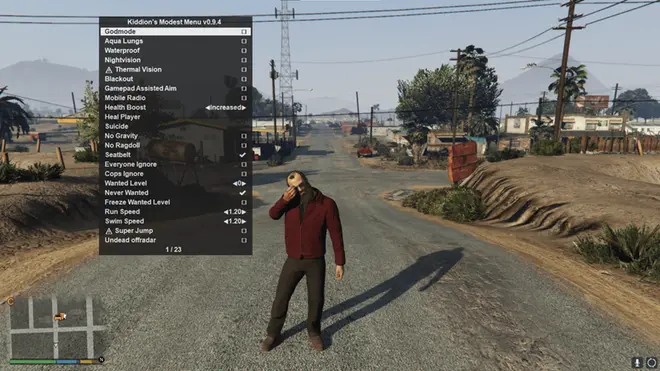 Kiddion's Modest Menu v0.9.4
Godmode
Aqua Lungs
Waterproof
Nightvision
Thermal Vision
Blackout
Gamepad Assisted Aim
Mobile Radio
Health Boost ◀Increased▶
Heal Player
Suicide
No Gravity
No Ragdoll
Seatbelt
Everyone Ignore
Cops Ignore
Wanted Level ◀0▶
Never Wanted
Freeze Wanted Level
Run Speed ◀1.20▶
Swim Speed ◀1.20▶
Super Jump
Undead offradar
1 / 23